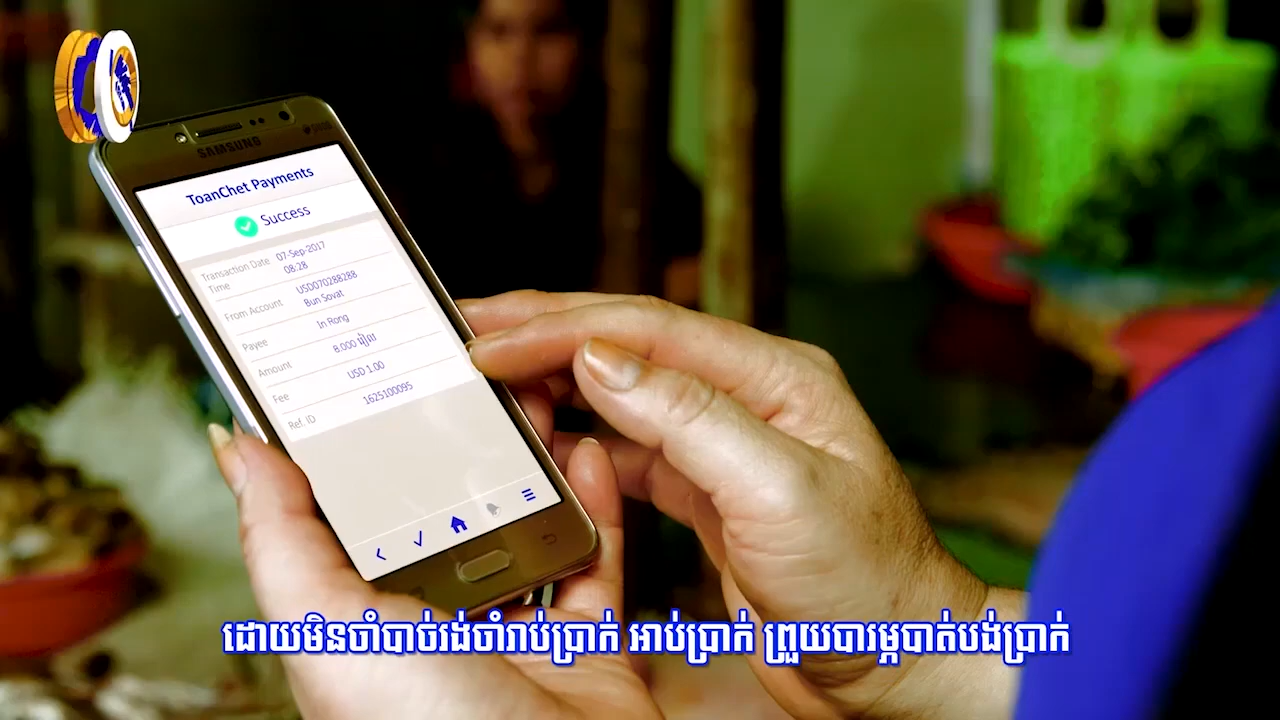 SAMSUNG
ToanChet Payments
Success
Transaction Date 07-Sep-2017
Time 08:28
From Account USD070288288
Bun Sovat
Payee In Rong
Amount 8.000 រៀល
Fee USD 1.00
Ref. ID 1625100095
ដោយមិនចាំបាច់រង់ចាំរាប់ប្រាក់ អាប់ប្រាក់ ព្រួយបារម្ភបាត់បង់ប្រាក់